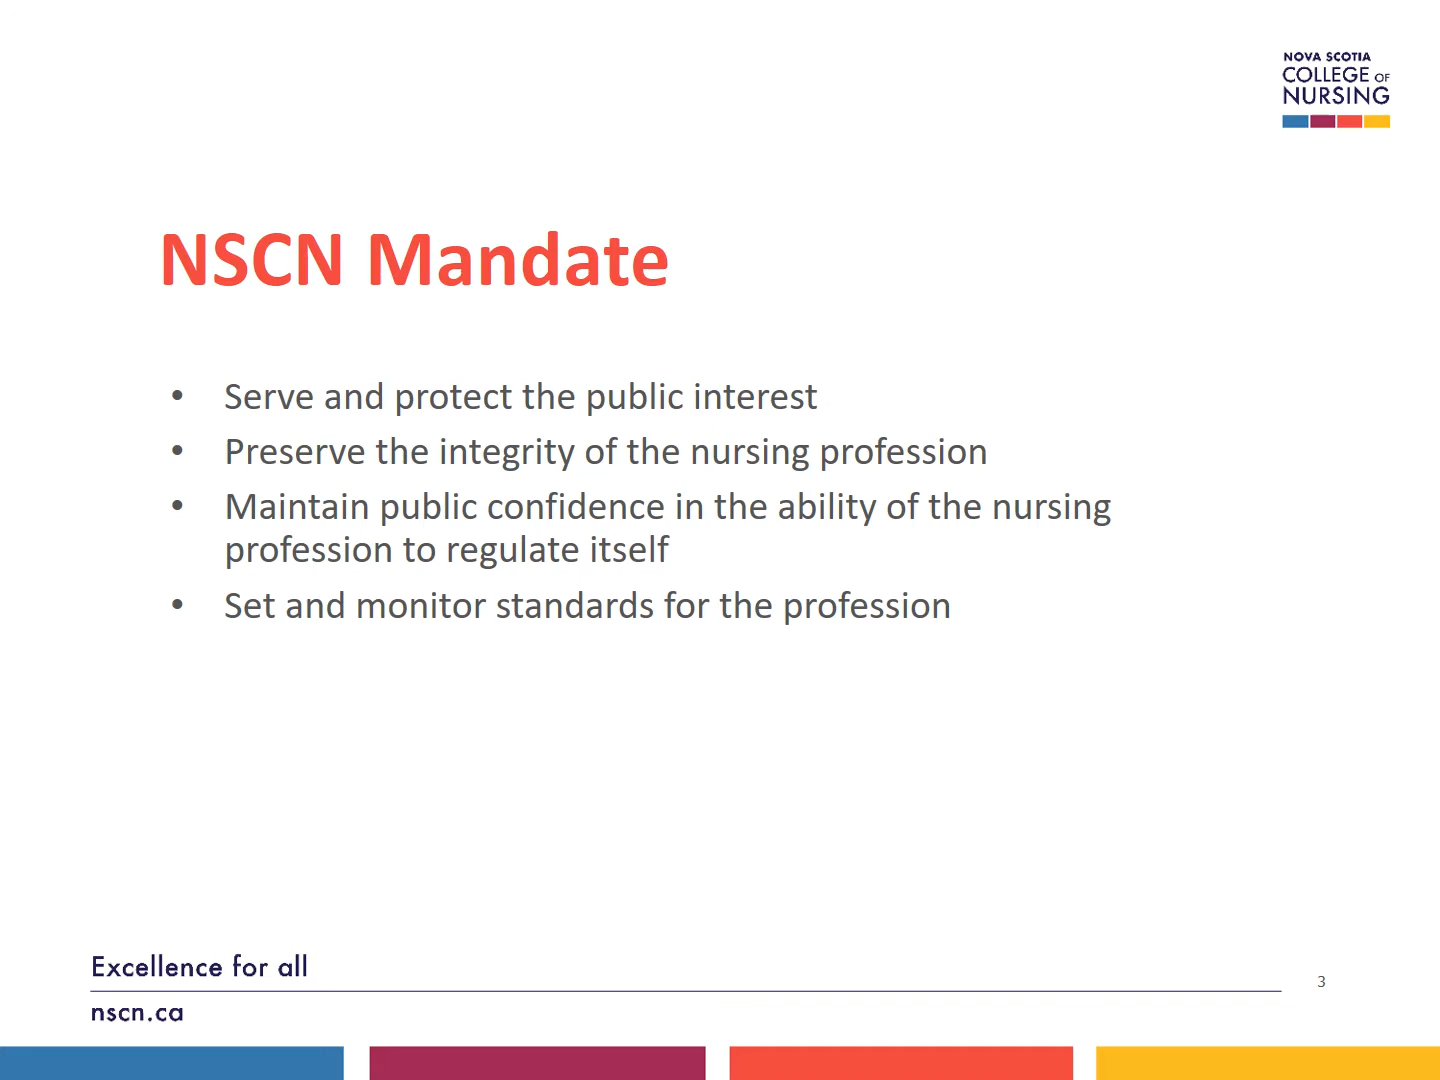 NOVA SCOTIA
COLLEGE OF
NURSING
NSCN Mandate
• Serve and protect the public interest
• Preserve the integrity of the nursing profession
• Maintain public confidence in the ability of the nursing
profession to regulate itself
• Set and monitor standards for the profession
Excellence for all
3
nscn.ca